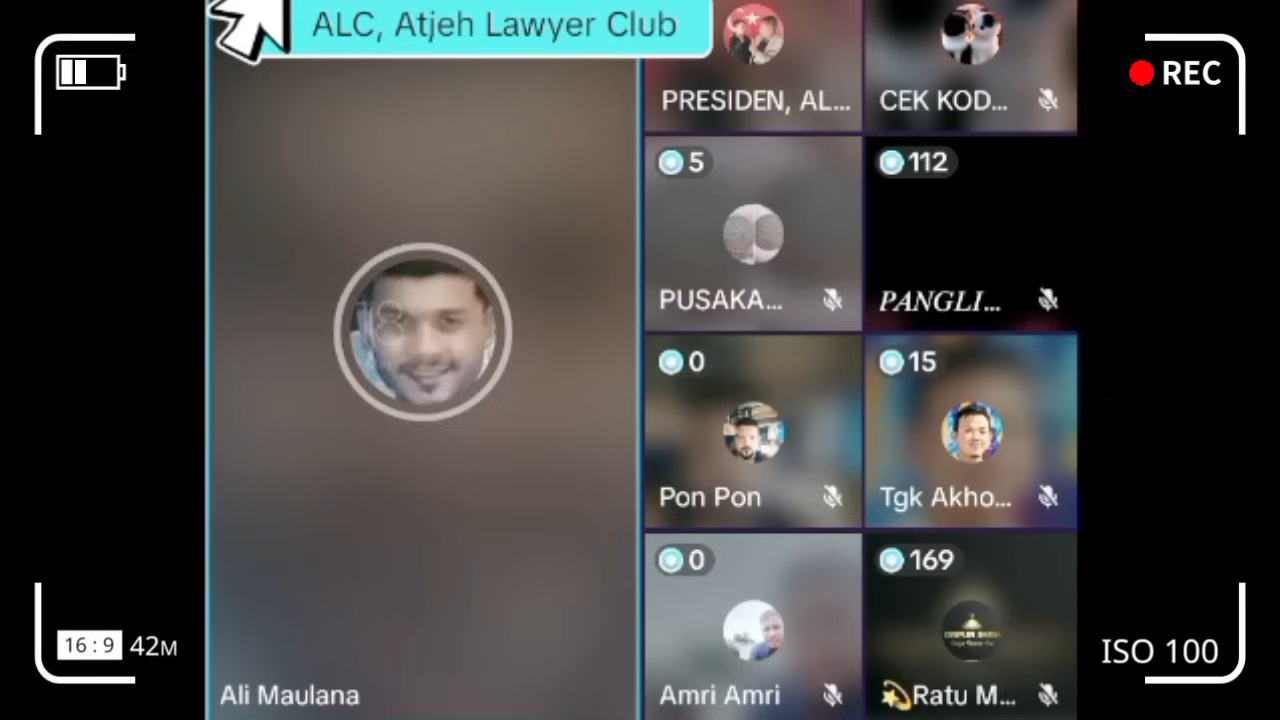 ALC, Atjeh Lawyer Club
REC
PRESIDEN, AL...
CEK KOD...
5
112
PUSAKA...
PANGLI...
0
15
Pon Pon
Tgk Akho...
0
169
16:9 42M
ISO 100
Ali Maulana
Amri Amri
Ratu M...